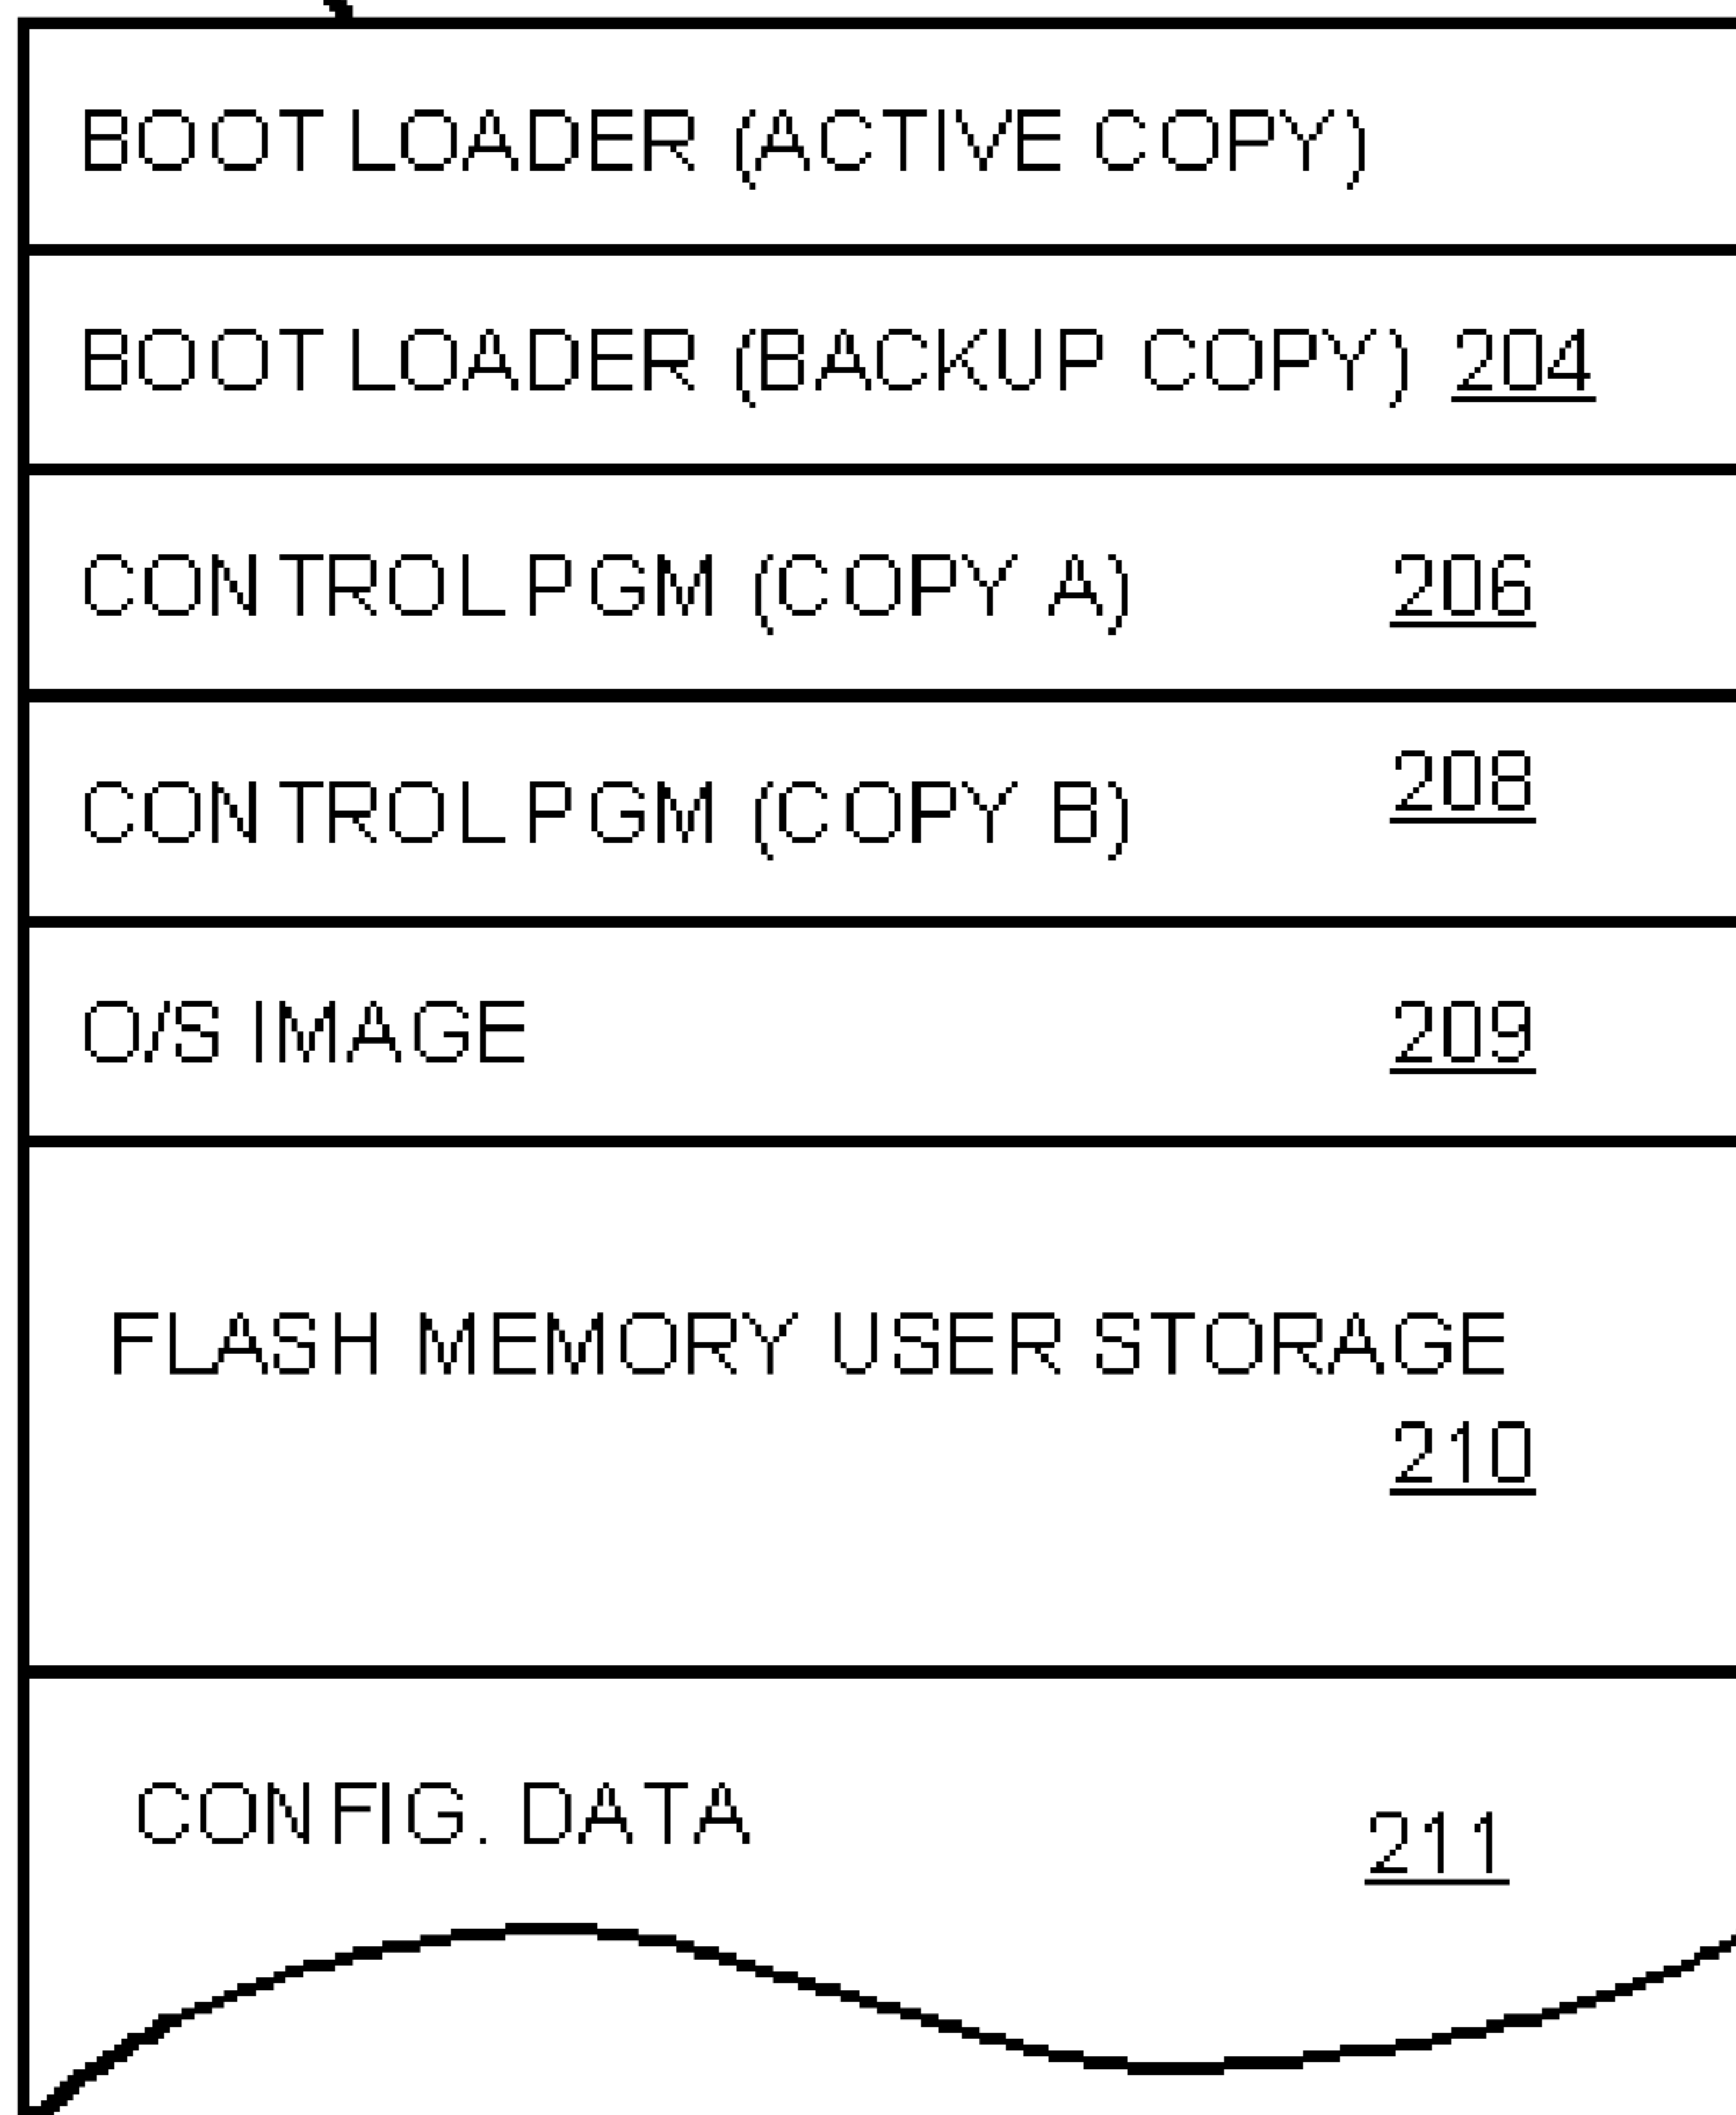 BOOT LOADER (ACTIVE COPY)
BOOT LOADER (BACKUP COPY) 204
CONTROL PGM (COPY A) 206
CONTROL PGM (COPY B) 208
O/S IMAGE 209
FLASH MEMORY USER STORAGE
210
CONFIG. DATA 211